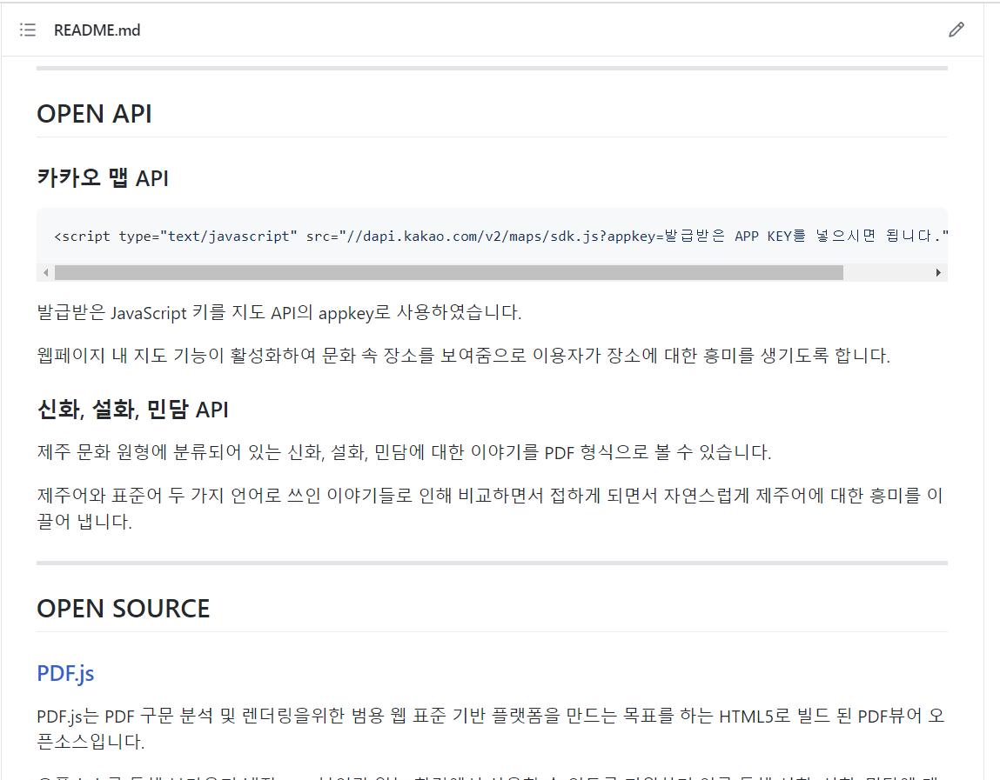 README.md
OPEN API
카카오 맵 API
<script type="text/javascript" src="//dapi.kakao.com/v2/maps/sdk.js?appkey=발급받은 APP KEY를 넣으시면 됩니다."
발급받은 JavaScript 키를 지도 API의 appkey로 사용하였습니다.
웹페이지 내 지도 기능이 활성화하여 문화 속 장소를 보여줌으로 이용자가 장소에 대한 흥미를 생기도록 합니다.
신화, 설화, 민담 API
제주 문화 원형에 분류되어 있는 신화, 설화, 민담에 대한 이야기를 PDF 형식으로 볼 수 있습니다.
제주어와 표준어 두 가지 언어로 쓰인 이야기들로 인해 비교하면서 접하게 되면서 자연스럽게 제주어에 대한 흥미를 이
끌어 냅니다.
OPEN SOURCE
PDF.js
PDF.js는 PDF 구문 분석 및 렌더링을위한 범용 웹 표준 기반 플랫폼을 만드는 목표를 하는 HTML5로 빌드 된 PDF뷰어 오
픈소스입니다.